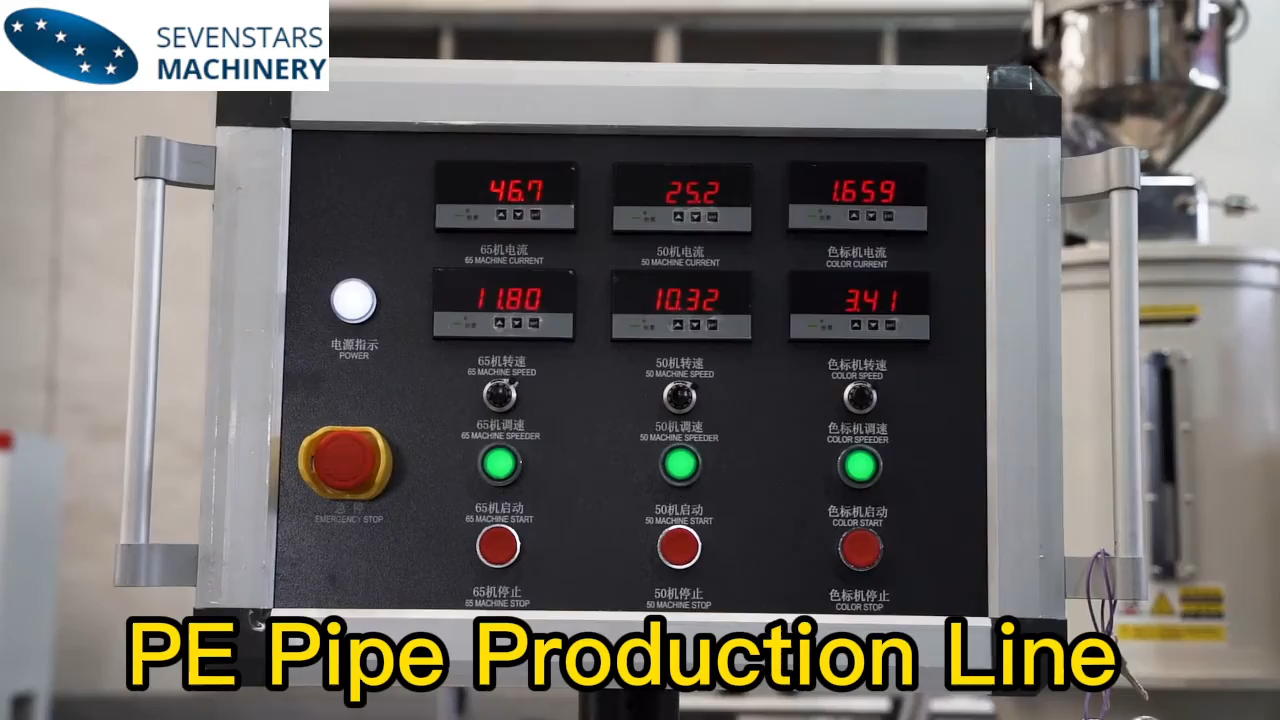 SEVENSTARS
MACHINERY
46.7
25.2
1.659
65机电流
65 MACHINE CURRENT
50机电流
50 MACHINE CURRENT
色标机电流
COLOR CURRENT
11.80
10.32
3.41
电源指示
POWER
65机转速
65 MACHINE SPEED
50机转速
50 MACHINE SPEED
色标机转速
COLOR SPEED
65机调速
65 MACHINE SPEEDER
50机调速
50 MACHINE SPEEDER
色标机调速
COLOR SPEEDER
急 停
EMERGENCY STOP
65机启动
65 MACHINE START
50机启动
50 MACHINE START
色标机启动
COLOR START
65机停止
65 MACHINE STOP
50机停止
50 MACHINE STOP
色标机停止
COLOR STOP
PE Pipe Production Line